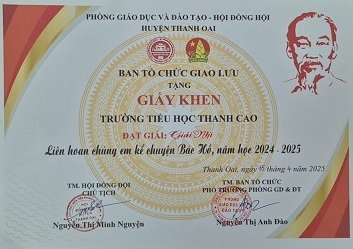 PHÒNG GIÁO DỤC VÀ ĐÀO TẠO - HỘI ĐỒNG HỘI
HUYỆN THANH OAI
BAN TỔ CHỨC GIAO LƯU
TẶNG
GIẤY KHEN
TRƯỜNG TIỂU HỌC THANH CAO
ĐẠT GIẢI: Giải Nhì
Liên hoan chúng em kể chuyện Bác Hồ, năm học 2024 - 2025
Thanh Oai, ngày 15 tháng 4 năm 2025
TM. HỘI ĐỒNG ĐỘI
CHỦ TỊCH
Nguyễn Thị Minh Nguyện
TM. BAN TỔ CHỨC
PHÓ TRƯỞNG PHÒNG GD & ĐT
Nguyễn Thị Anh Đào